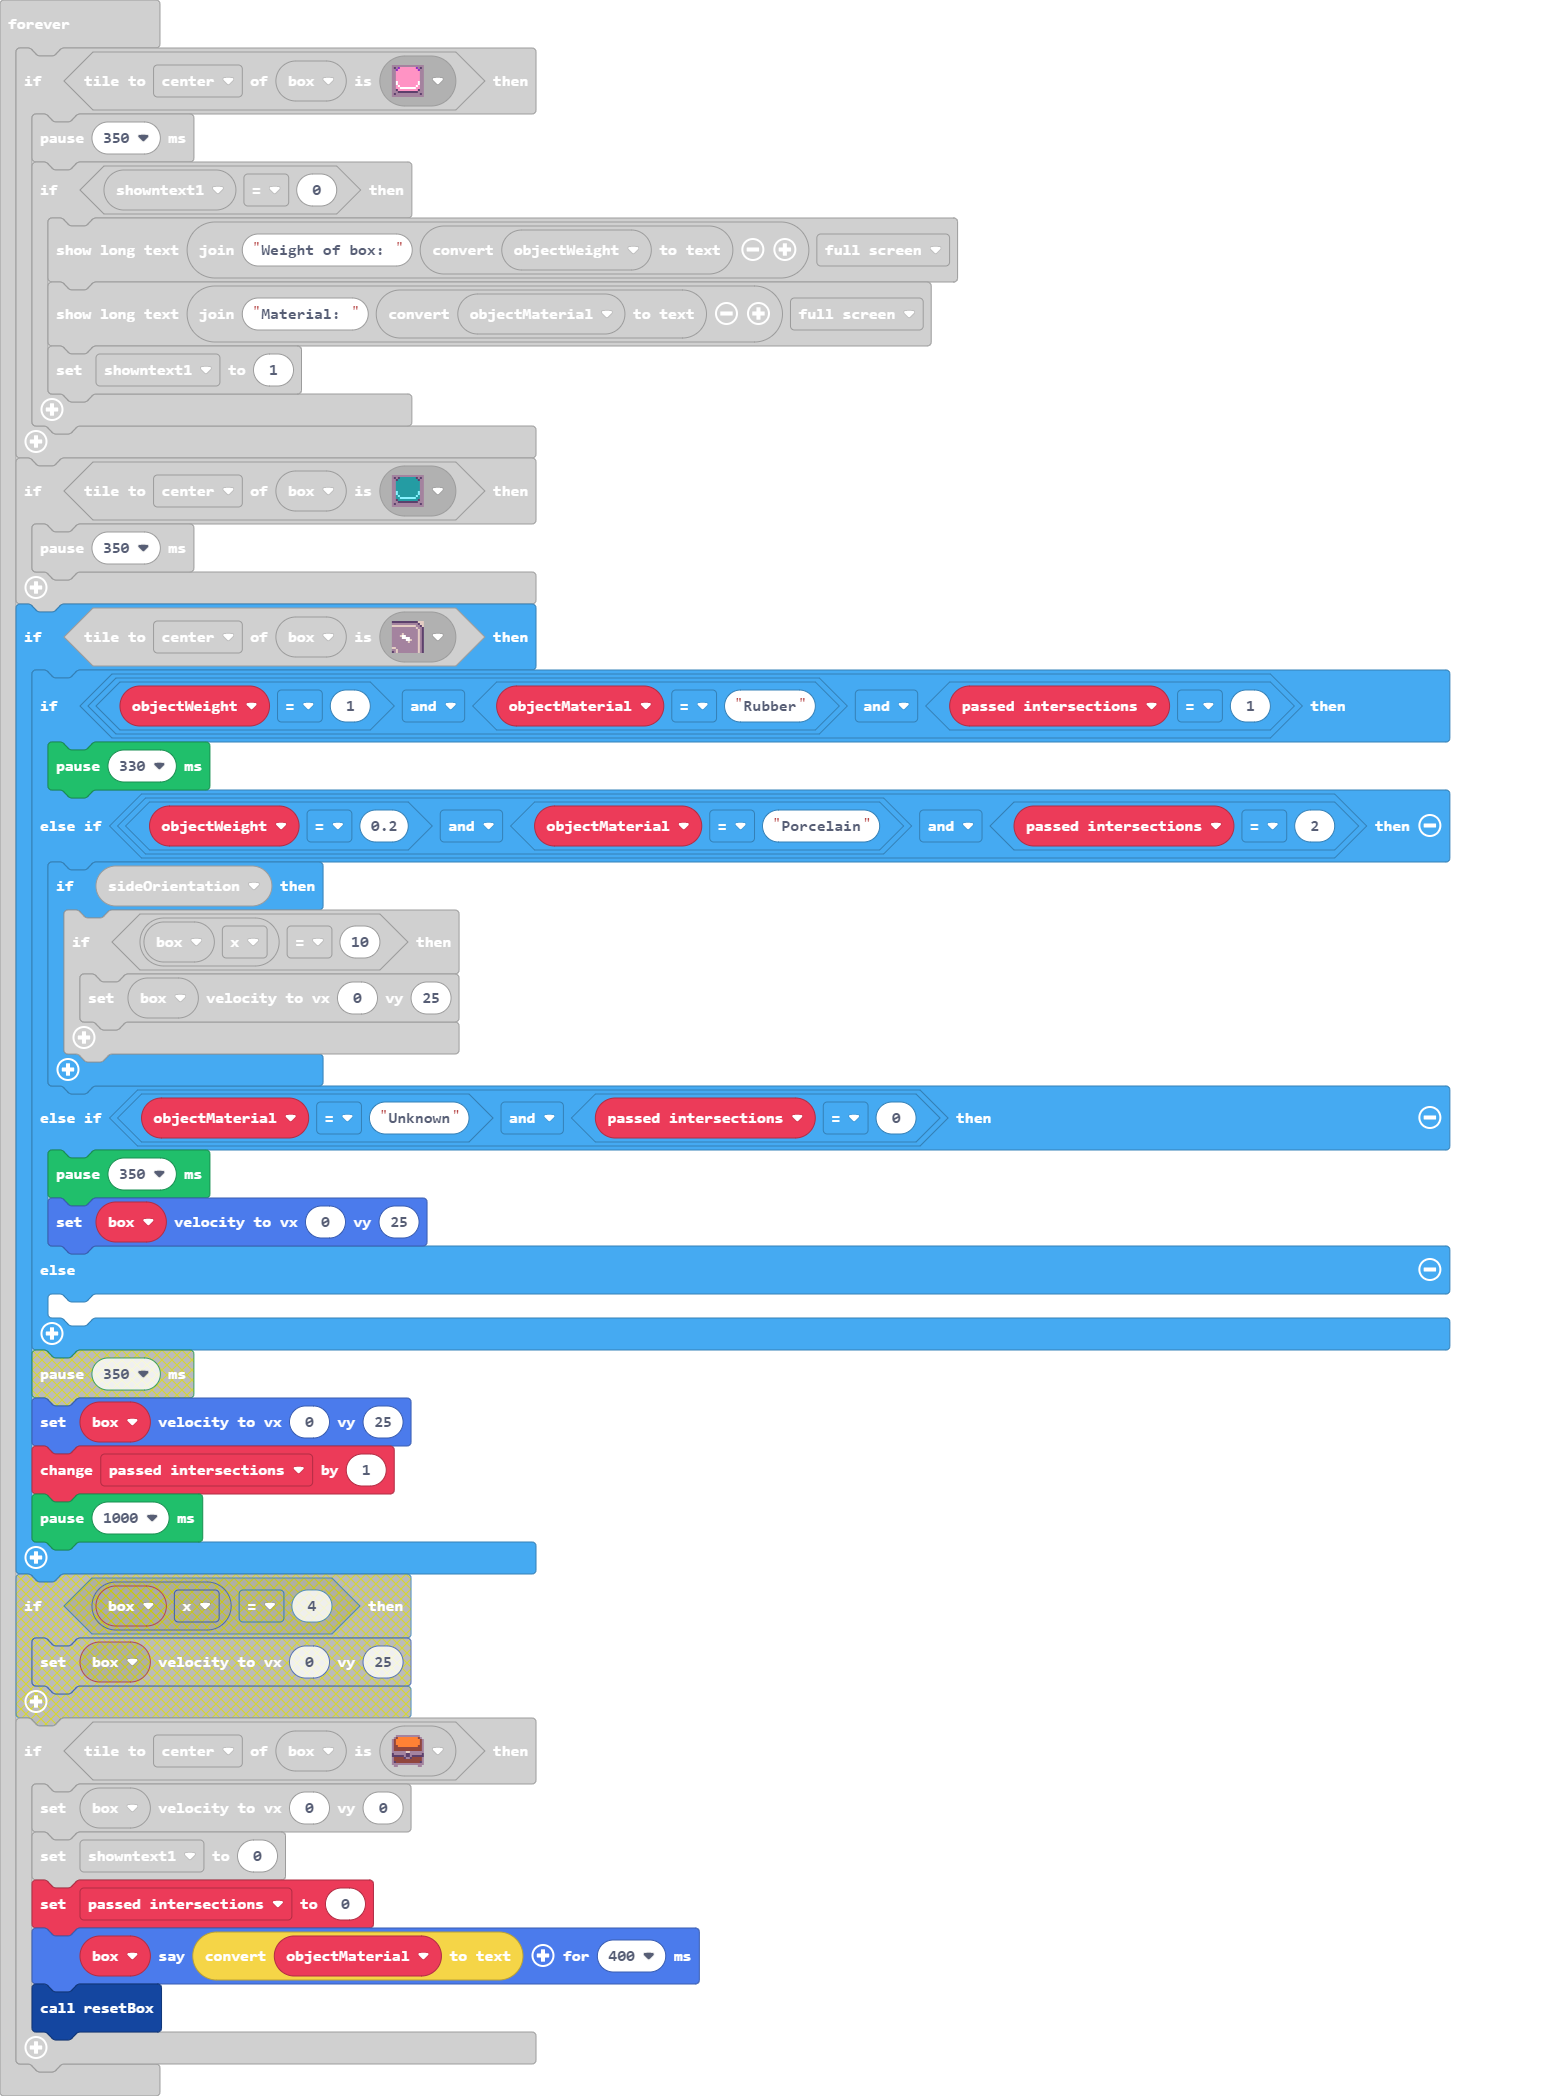 forever
if tile to center of box is then
pause 350 ms
if showntext1 = 0 then
show long text join "Weight of box: " convert objectWeight to text full screen
show long text join "Material: " convert objectMaterial to text full screen
set showntext1 to 1
if tile to center of box is then
pause 350 ms
if tile to center of box is then
if objectWeight = 1 and objectMaterial = "Rubber" and passed intersections = 1 then
pause 330 ms
else if objectWeight = 0.2 and objectMaterial = "Porcelain" and passed intersections = 2 then
if sideOrientation then
if box x = 10 then
set box velocity to vx 0 vy 25
else if objectMaterial = "Unknown" and passed intersections = 0 then
pause 350 ms
set box velocity to vx 0 vy 25
else
pause 350 ms
set box velocity to vx 0 vy 25
change passed intersections by 1
pause 1000 ms
if box x = 4 then
set box velocity to vx 0 vy 25
if tile to center of box is then
set box velocity to vx 0 vy 0
set showntext1 to 0
set passed intersections to 0
box say convert objectMaterial to text for 400 ms
call resetBox